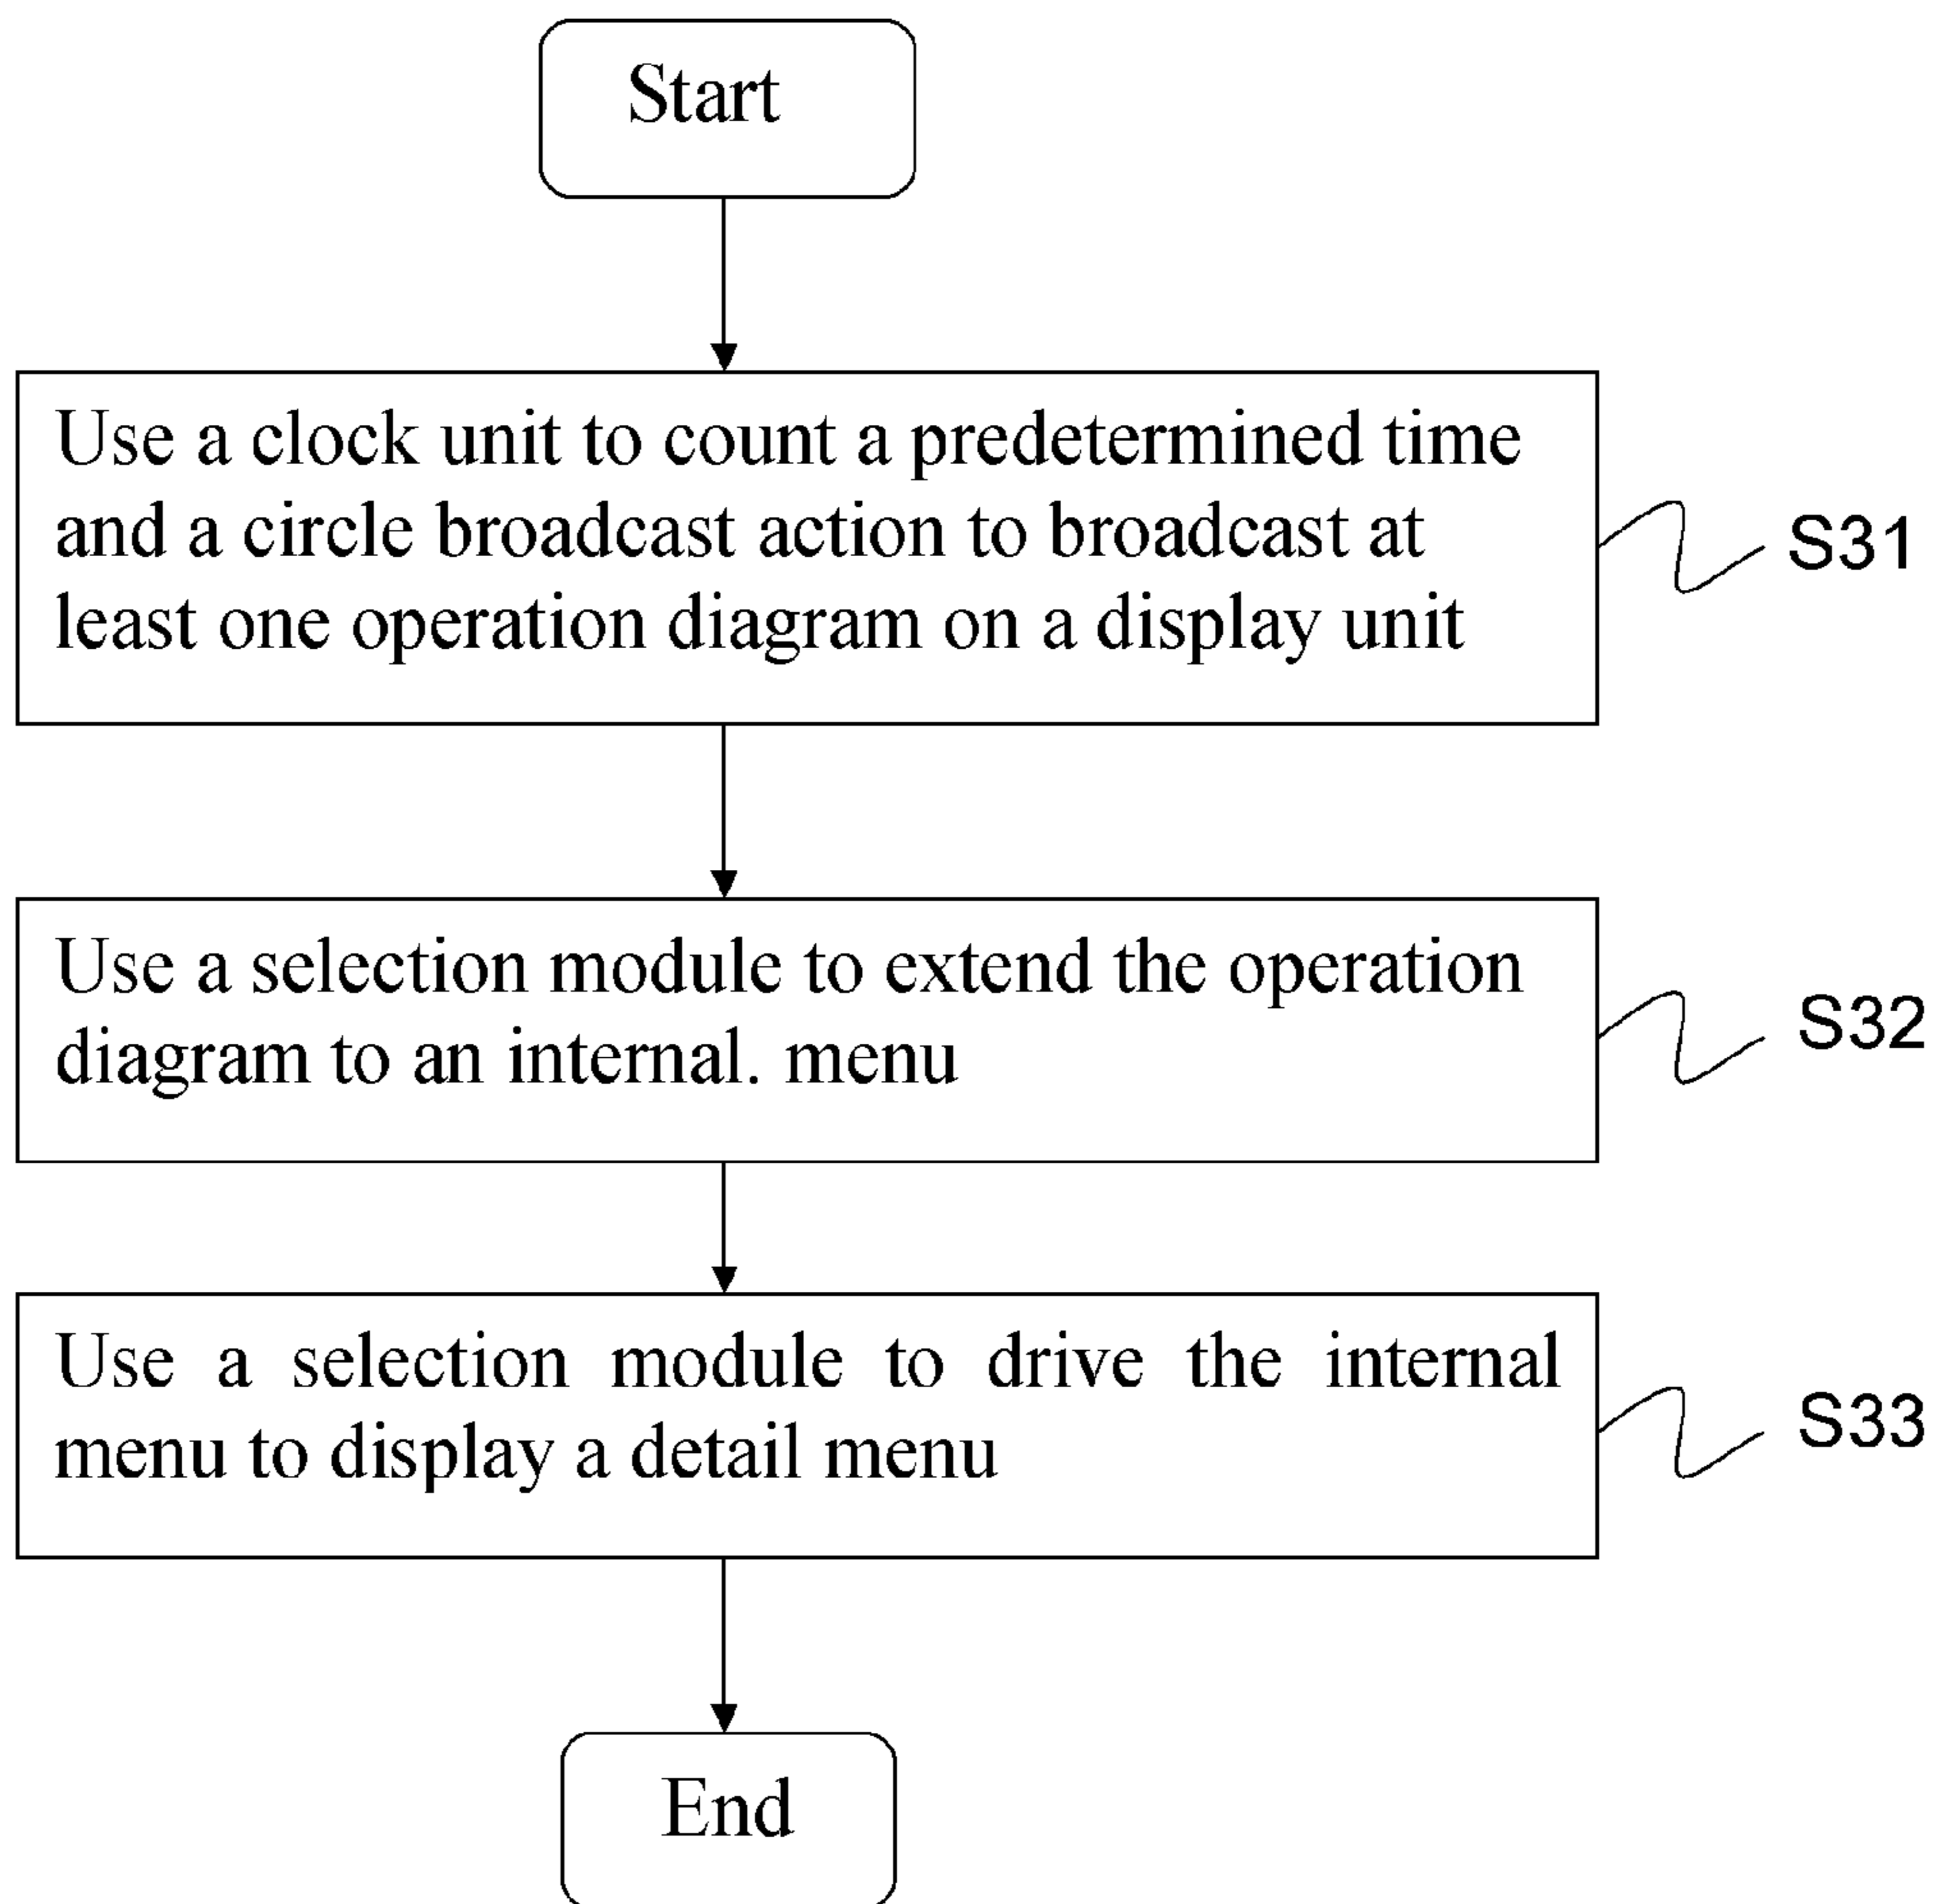 Start
Use a clock unit to count a predetermined time
and a circle broadcast action to broadcast at
least one operation diagram on a display unit
S31
Use a selection module to extend the operation
diagram to an internal. menu
S32
Use a selection module to drive the internal
menu to display a detail menu
S33
End